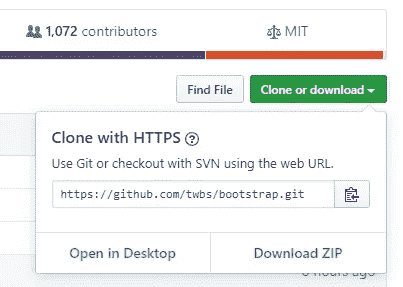 1,072 contributors
MIT
Find File
Clone or download
Clone with HTTPS
Use Git or checkout with SVN using the web URL.
https://github.com/twbs/bootstrap.git
Open in Desktop
Download ZIP
hours ago